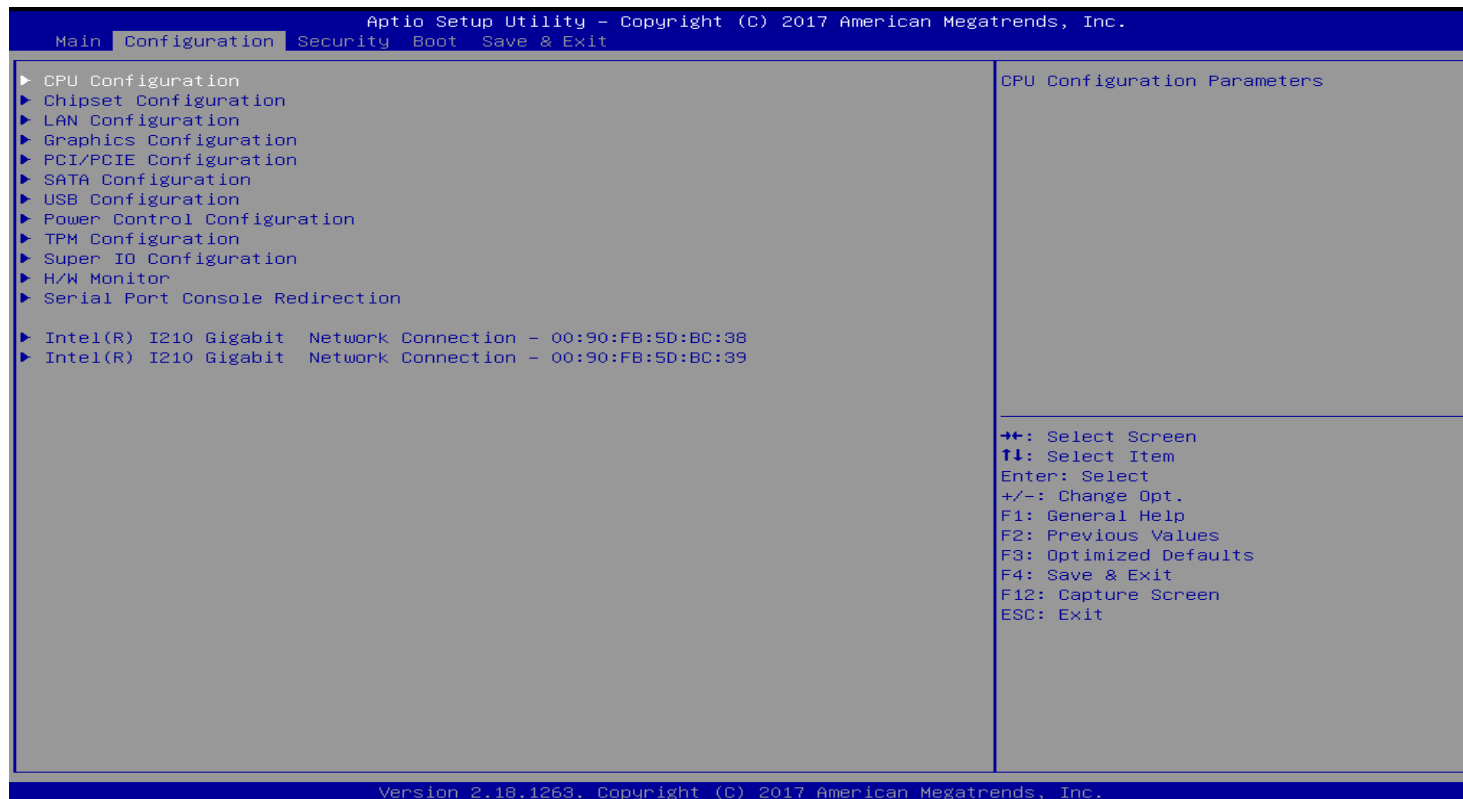 Aptio Setup Utility – Copyright (C) 2017 American Megatrends, Inc.
Main Configuration Security Boot Save & Exit
► CPU Configuration
► Chipset Configuration
► LAN Configuration
► Graphics Configuration
► PCI/PCIE Configuration
► SATA Configuration
► USB Configuration
► Power Control Configuration
► TPM Configuration
► Super IO Configuration
► H/W Monitor
► Serial Port Console Redirection
► Intel(R) I210 Gigabit  Network Connection – 00:90:FB:5D:BC:38
► Intel(R) I210 Gigabit  Network Connection – 00:90:FB:5D:BC:39
CPU Configuration Parameters
→←: Select Screen
↑↓: Select Item
Enter: Select
+/-: Change Opt.
F1: General Help
F2: Previous Values
F3: Optimized Defaults
F4: Save & Exit
F12: Capture Screen
ESC: Exit
Version 2.18.1263. Copyright (C) 2017 American Megatrends, Inc.